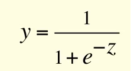 y = 1 / (1 + e^{-z})